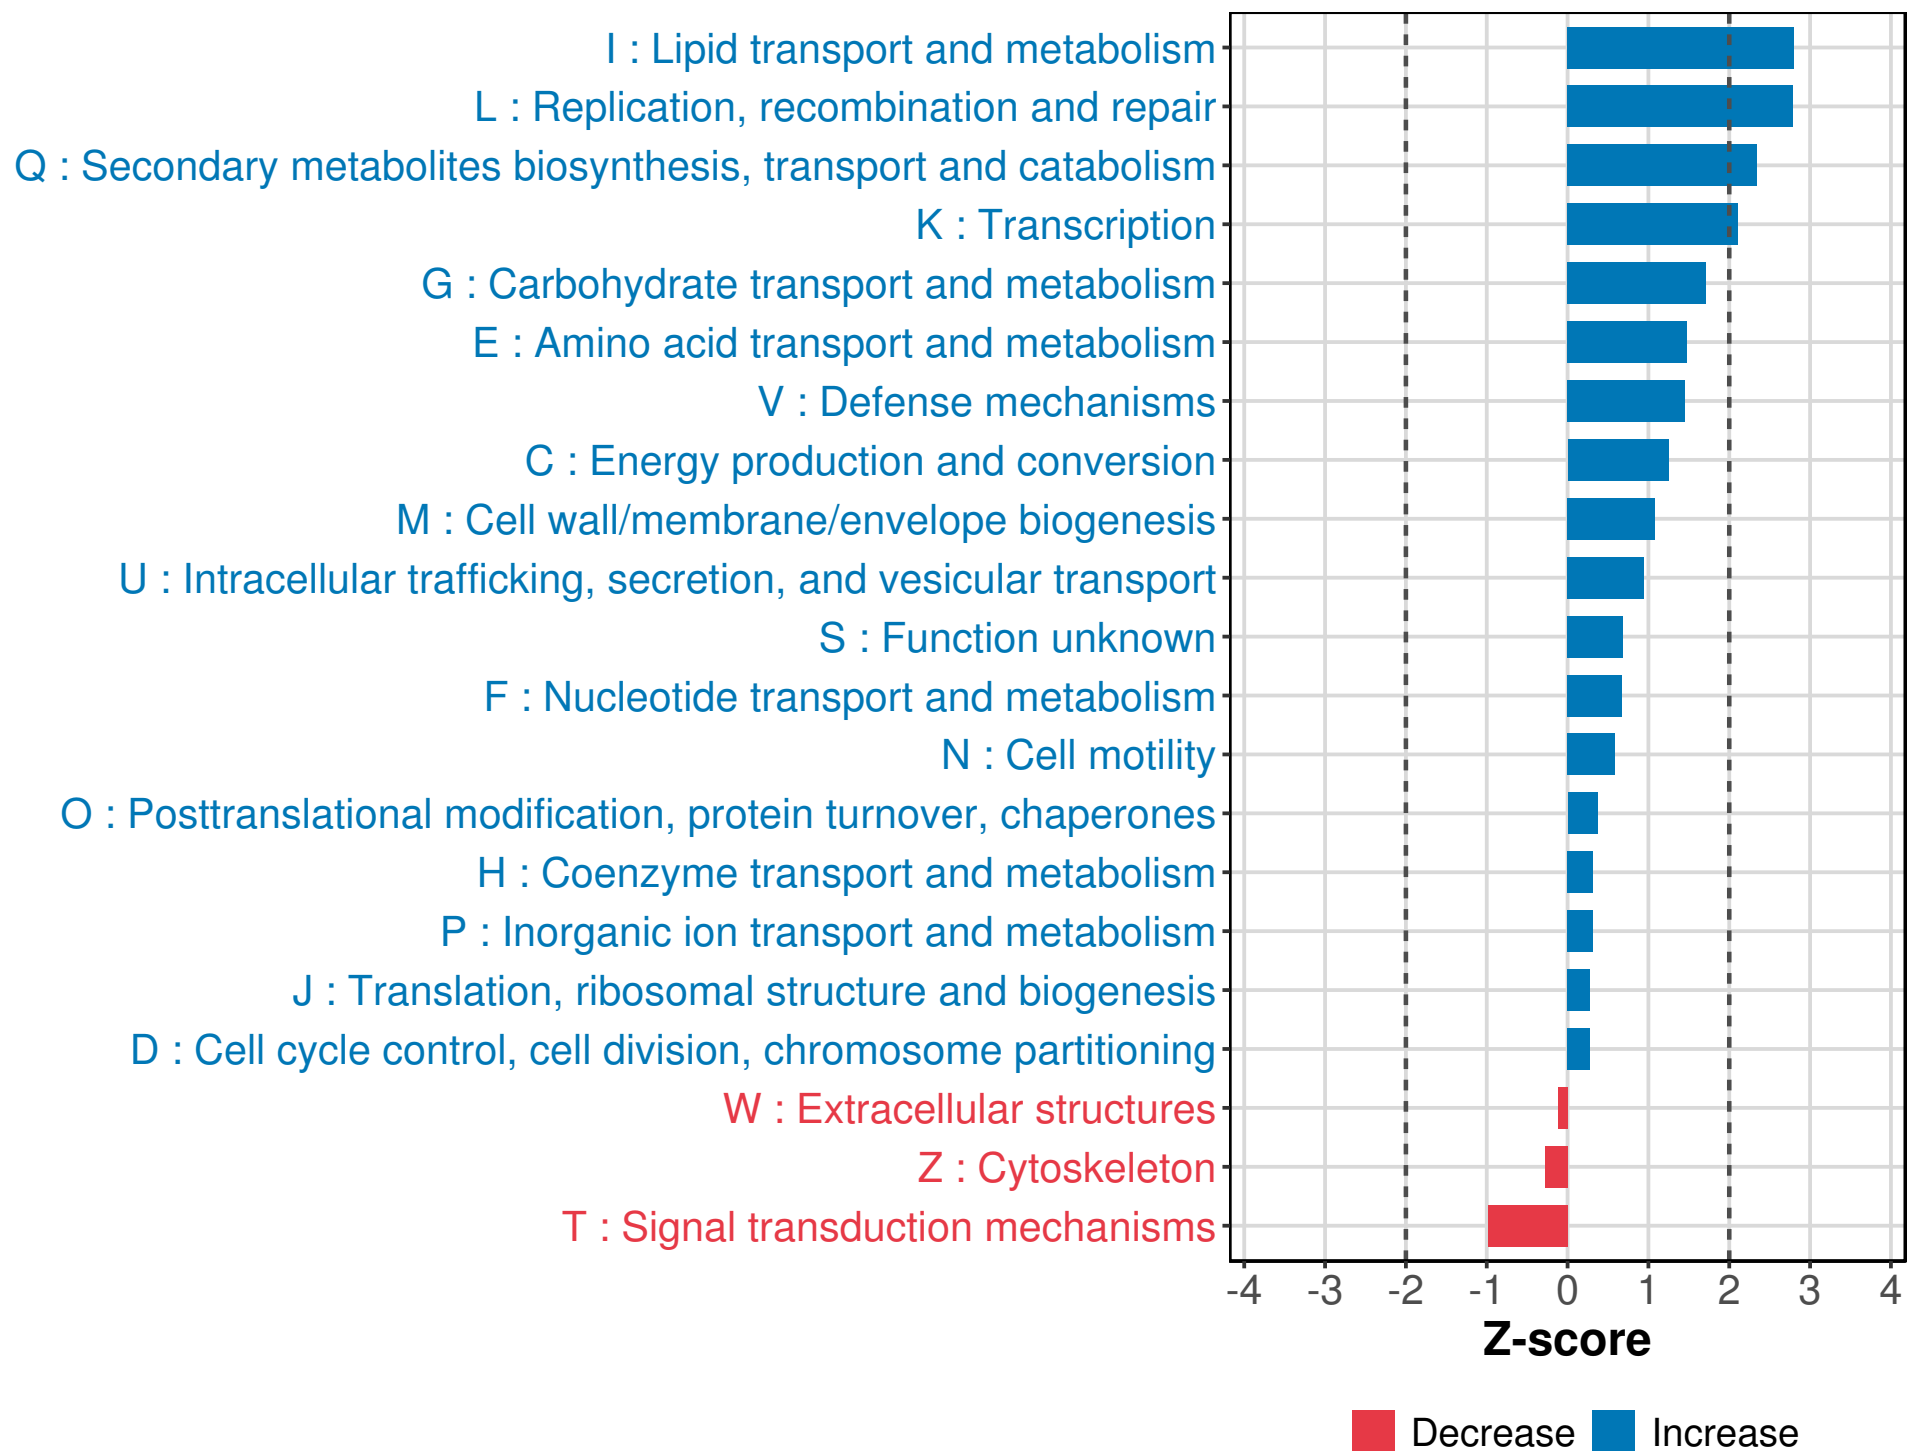 I : Lipid transport and metabolism
L : Replication, recombination and repair
Q : Secondary metabolites biosynthesis, transport and catabolism
K : Transcription
G : Carbohydrate transport and metabolism
E : Amino acid transport and metabolism
V : Defense mechanisms
C : Energy production and conversion
M : Cell wall/membrane/envelope biogenesis
U : Intracellular trafficking, secretion, and vesicular transport
S : Function unknown
F : Nucleotide transport and metabolism
N : Cell motility
O : Posttranslational modification, protein turnover, chaperones
H : Coenzyme transport and metabolism
P : Inorganic ion transport and metabolism
J : Translation, ribosomal structure and biogenesis
D : Cell cycle control, cell division, chromosome partitioning
W : Extracellular structures
Z : Cytoskeleton
T : Signal transduction mechanisms
-4 -3 -2 -1 0 1 2 3 4
Z-score
Decrease Increase